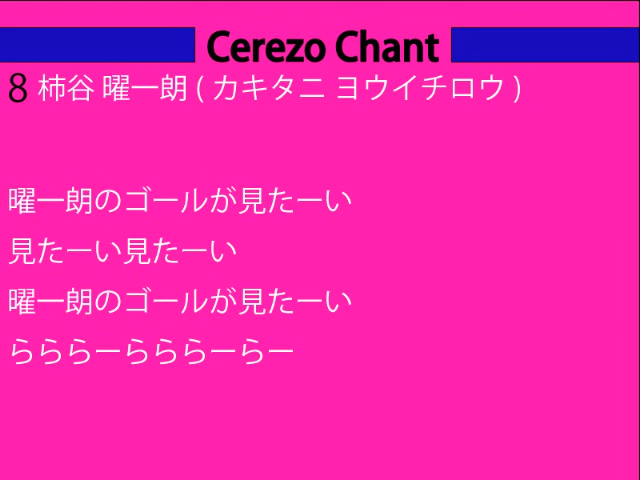 Cerezo Chant
8 柿谷 曜一朗 ( カキタニ ヨウイチロウ )
曜一朗のゴールが見たーい
見たーい見たーい
曜一朗のゴールが見たーい
らららーらららーらー